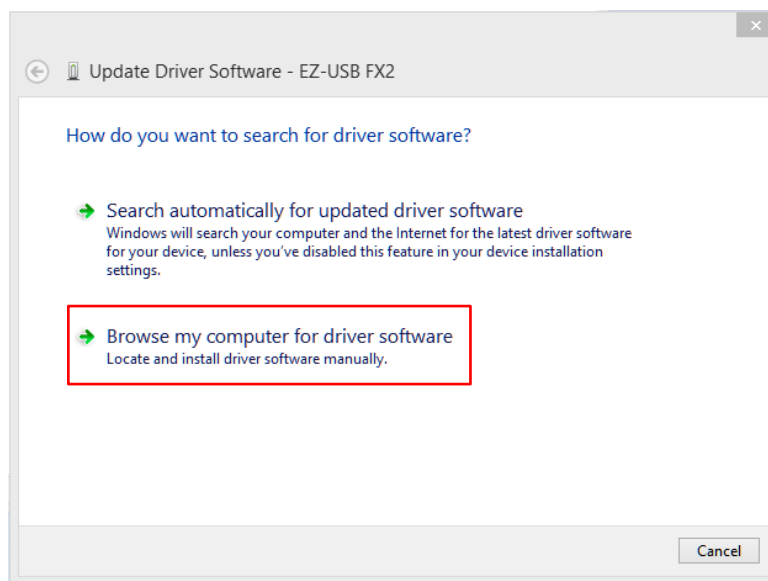 Update Driver Software - EZ-USB FX2
How do you want to search for driver software?
Search automatically for updated driver software
Windows will search your computer and the Internet for the latest driver software
for your device, unless you've disabled this feature in your device installation
settings.
Browse my computer for driver software
Locate and install driver software manually.
Cancel